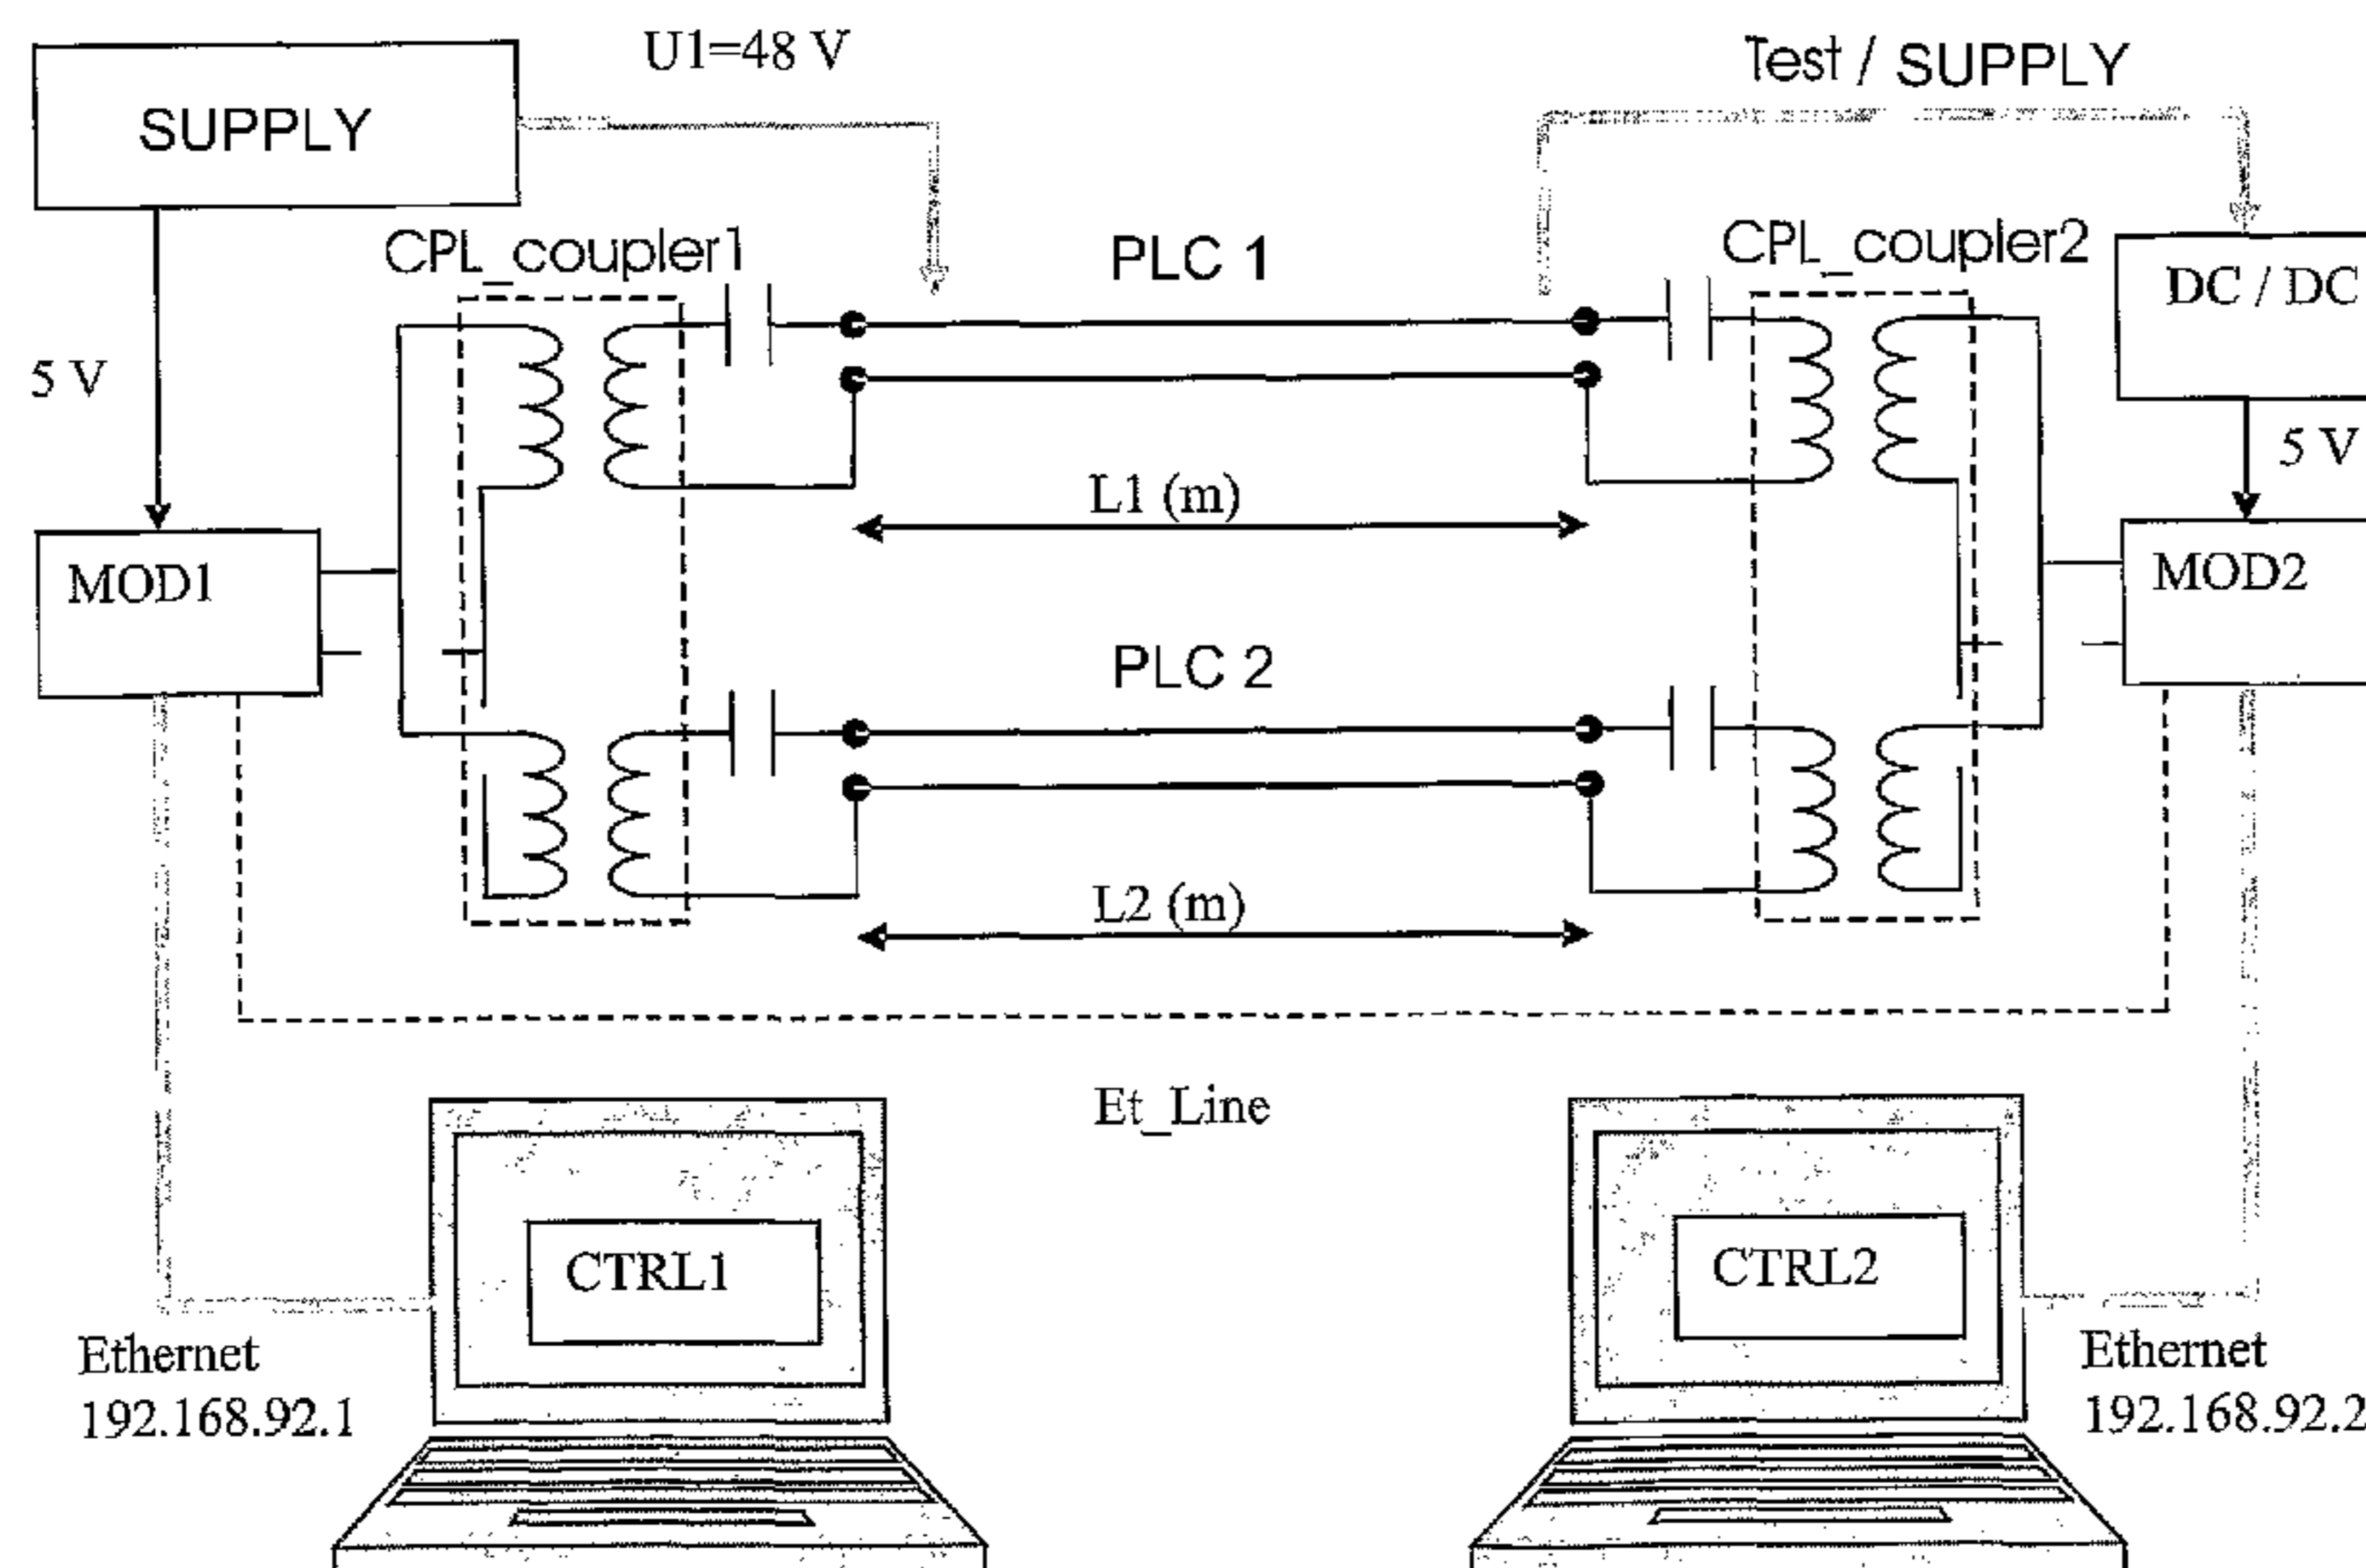 U1=48 V
Test / SUPPLY
SUPPLY
CPL_coupler1
PLC 1
CPL_coupler2
DC / DC
5 V
5 V
L1 (m)
MOD1
MOD2
PLC 2
L2 (m)
Et_Line
CTRL1
CTRL2
Ethernet
192.168.92.1
Ethernet
192.168.92.2